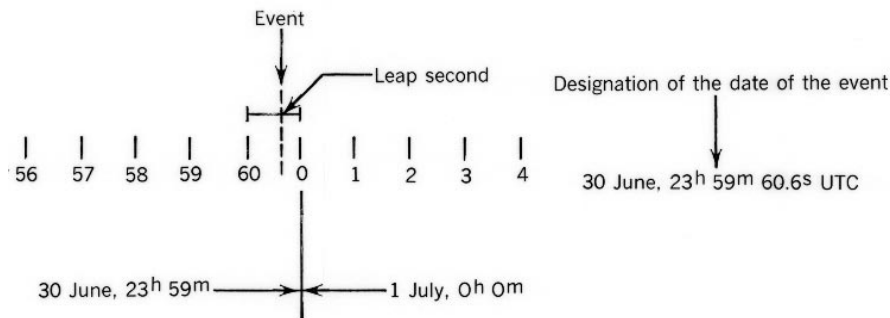 Event
Leap second
Designation of the date of the event
56 57 58 59 60 0 1 2 3 4
30 June, 23h 59m 60.6s UTC
30 June, 23h 59m 1 July, 0h 0m